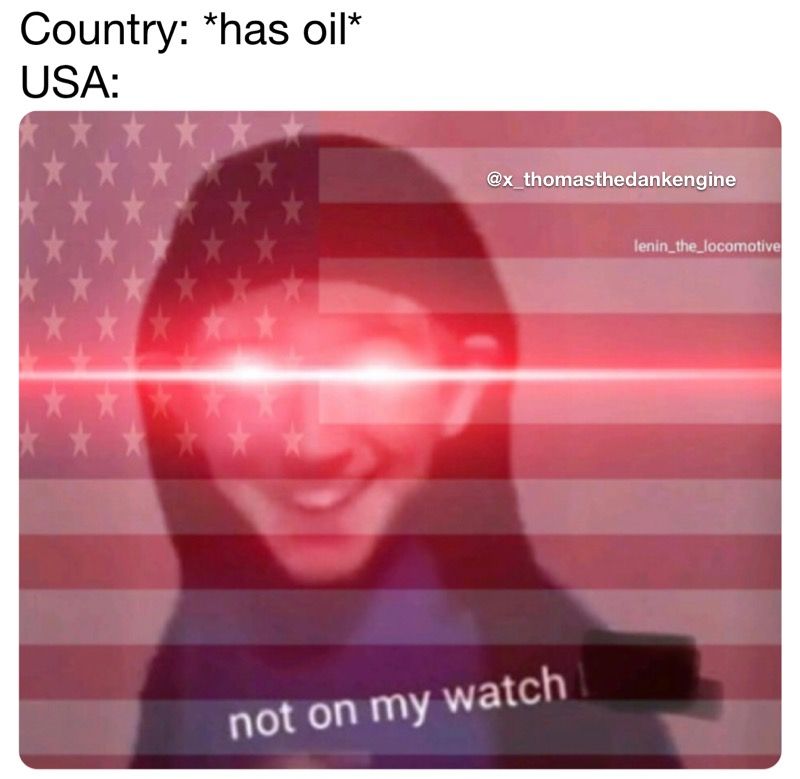 Country: *has oil*
USA:
@x_thomasthedankengine
lenin_the_locomotive
not on my watch